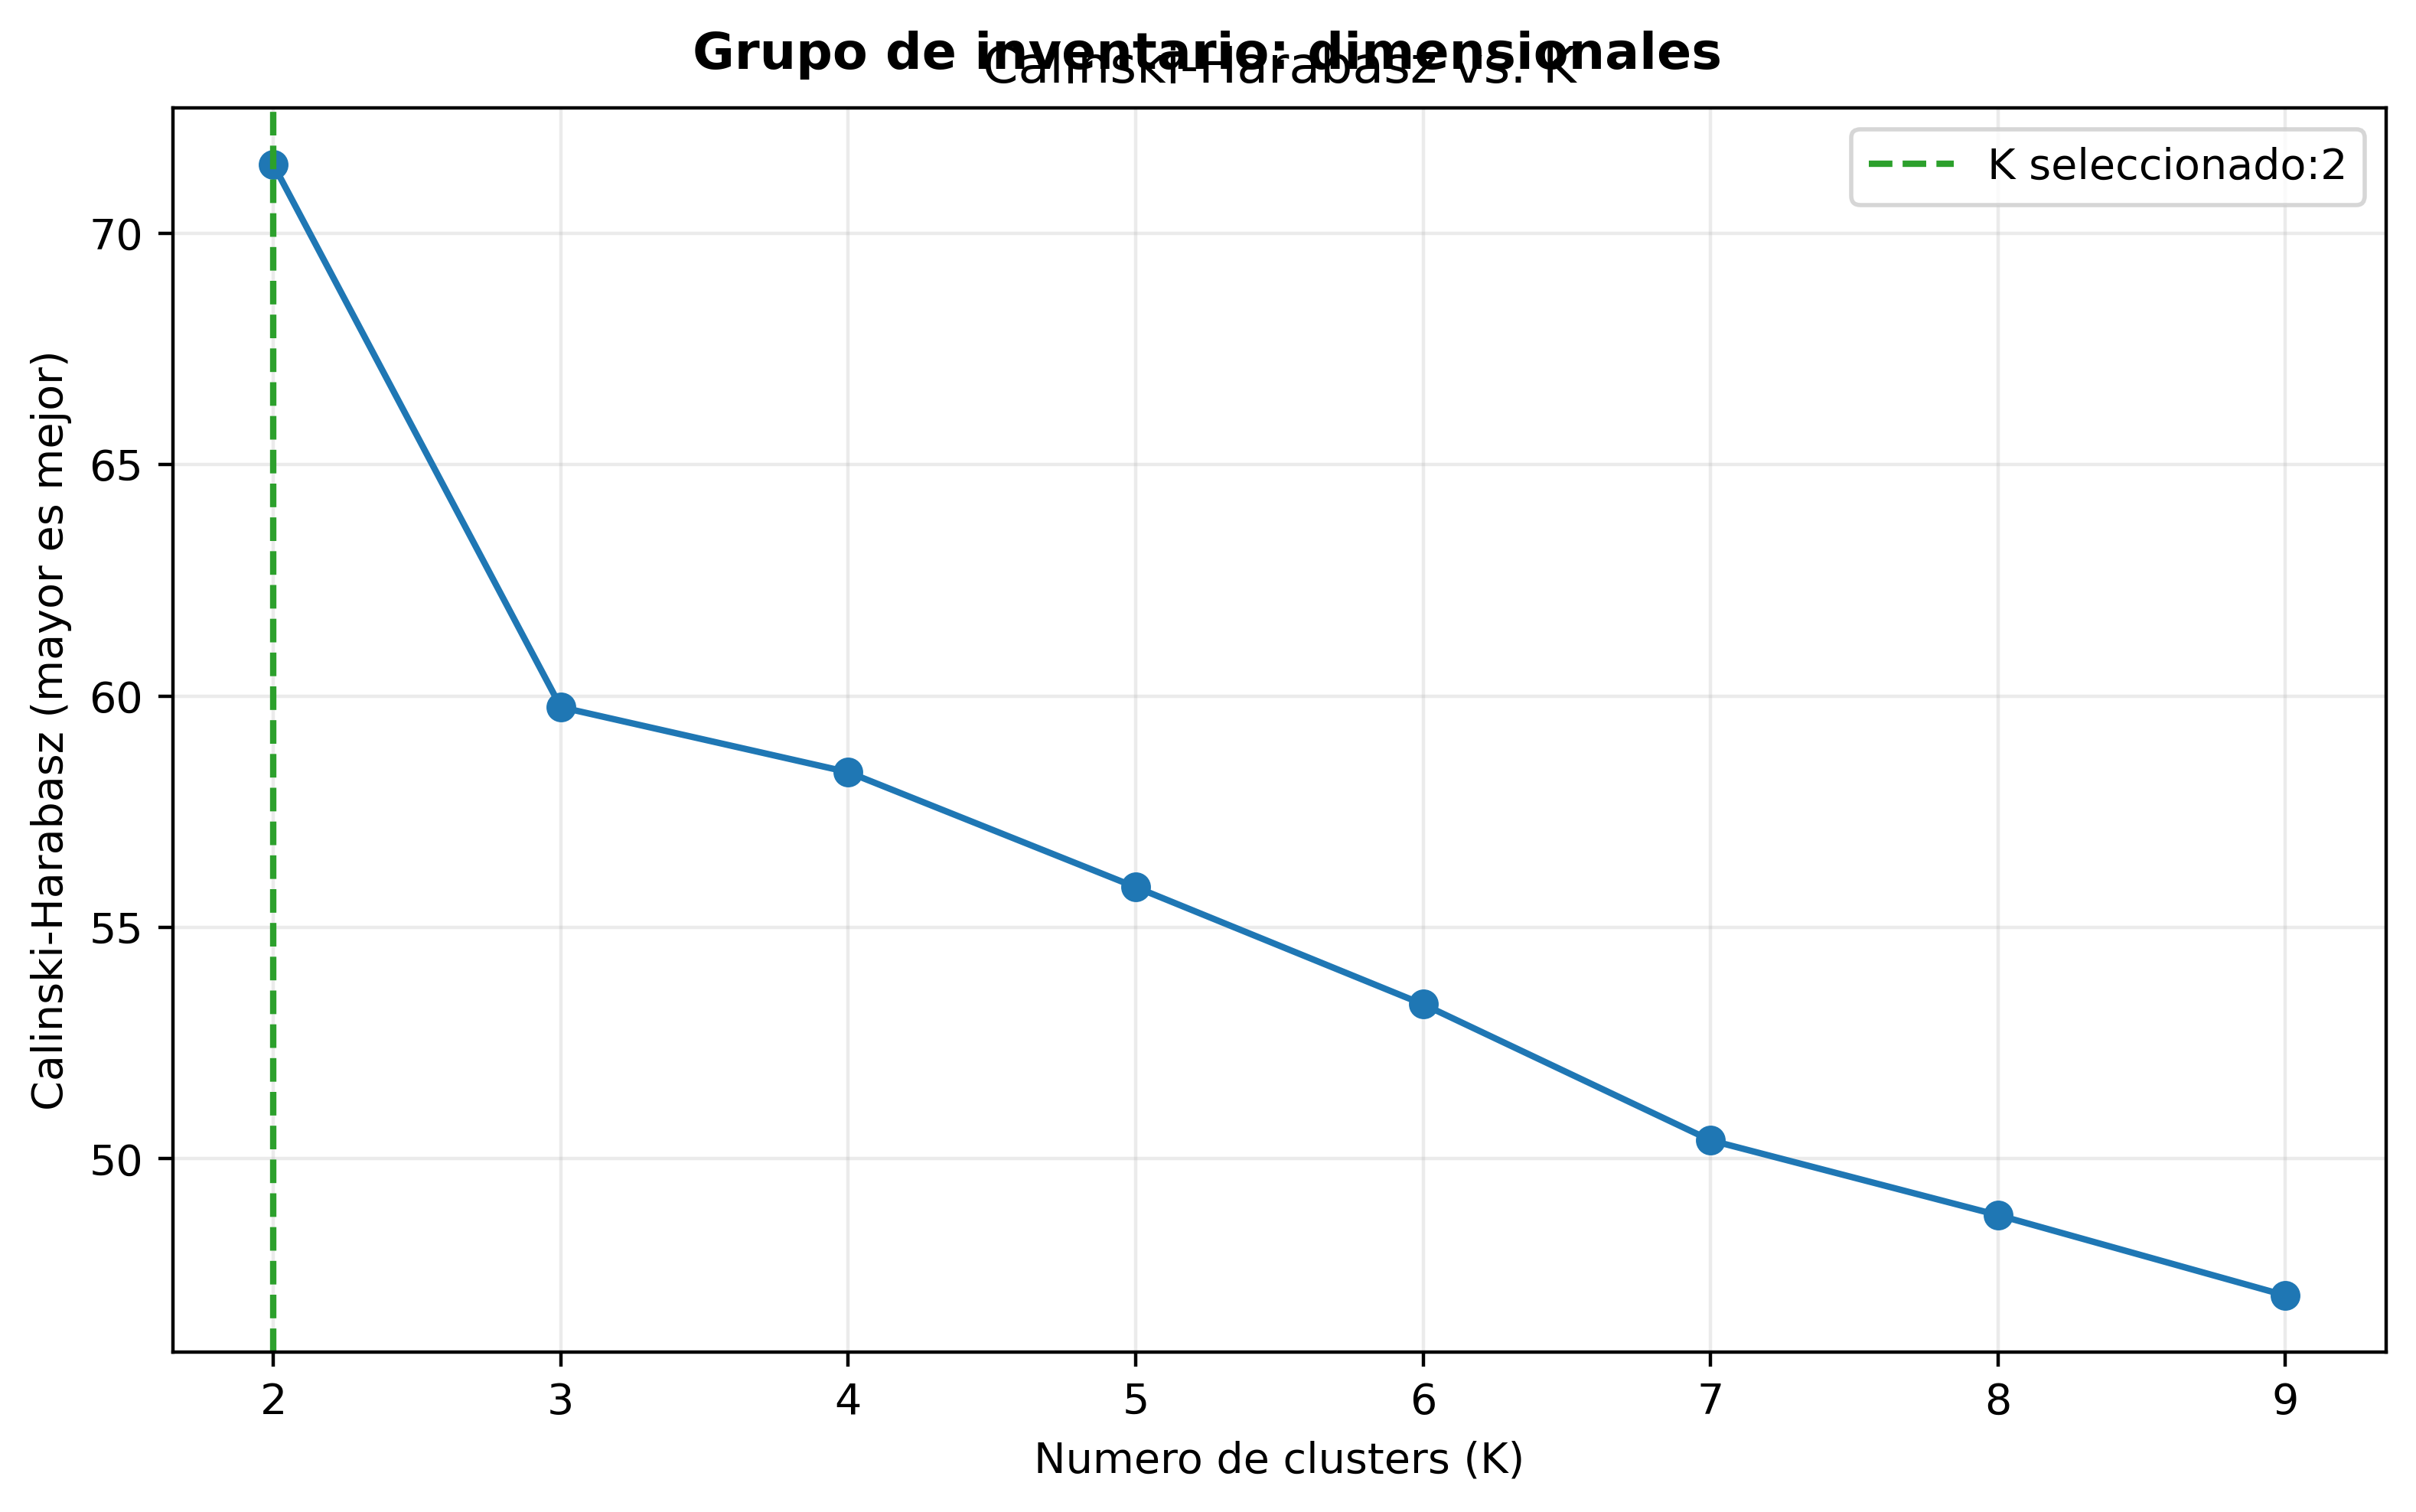 Grupo de inventario: dimensionales
Calinski-Harabasz vs. K
K seleccionado:2
Calinski-Harabasz (mayor es mejor)
70
65
60
55
50
2 3 4 5 6 7 8 9
Numero de clusters (K)